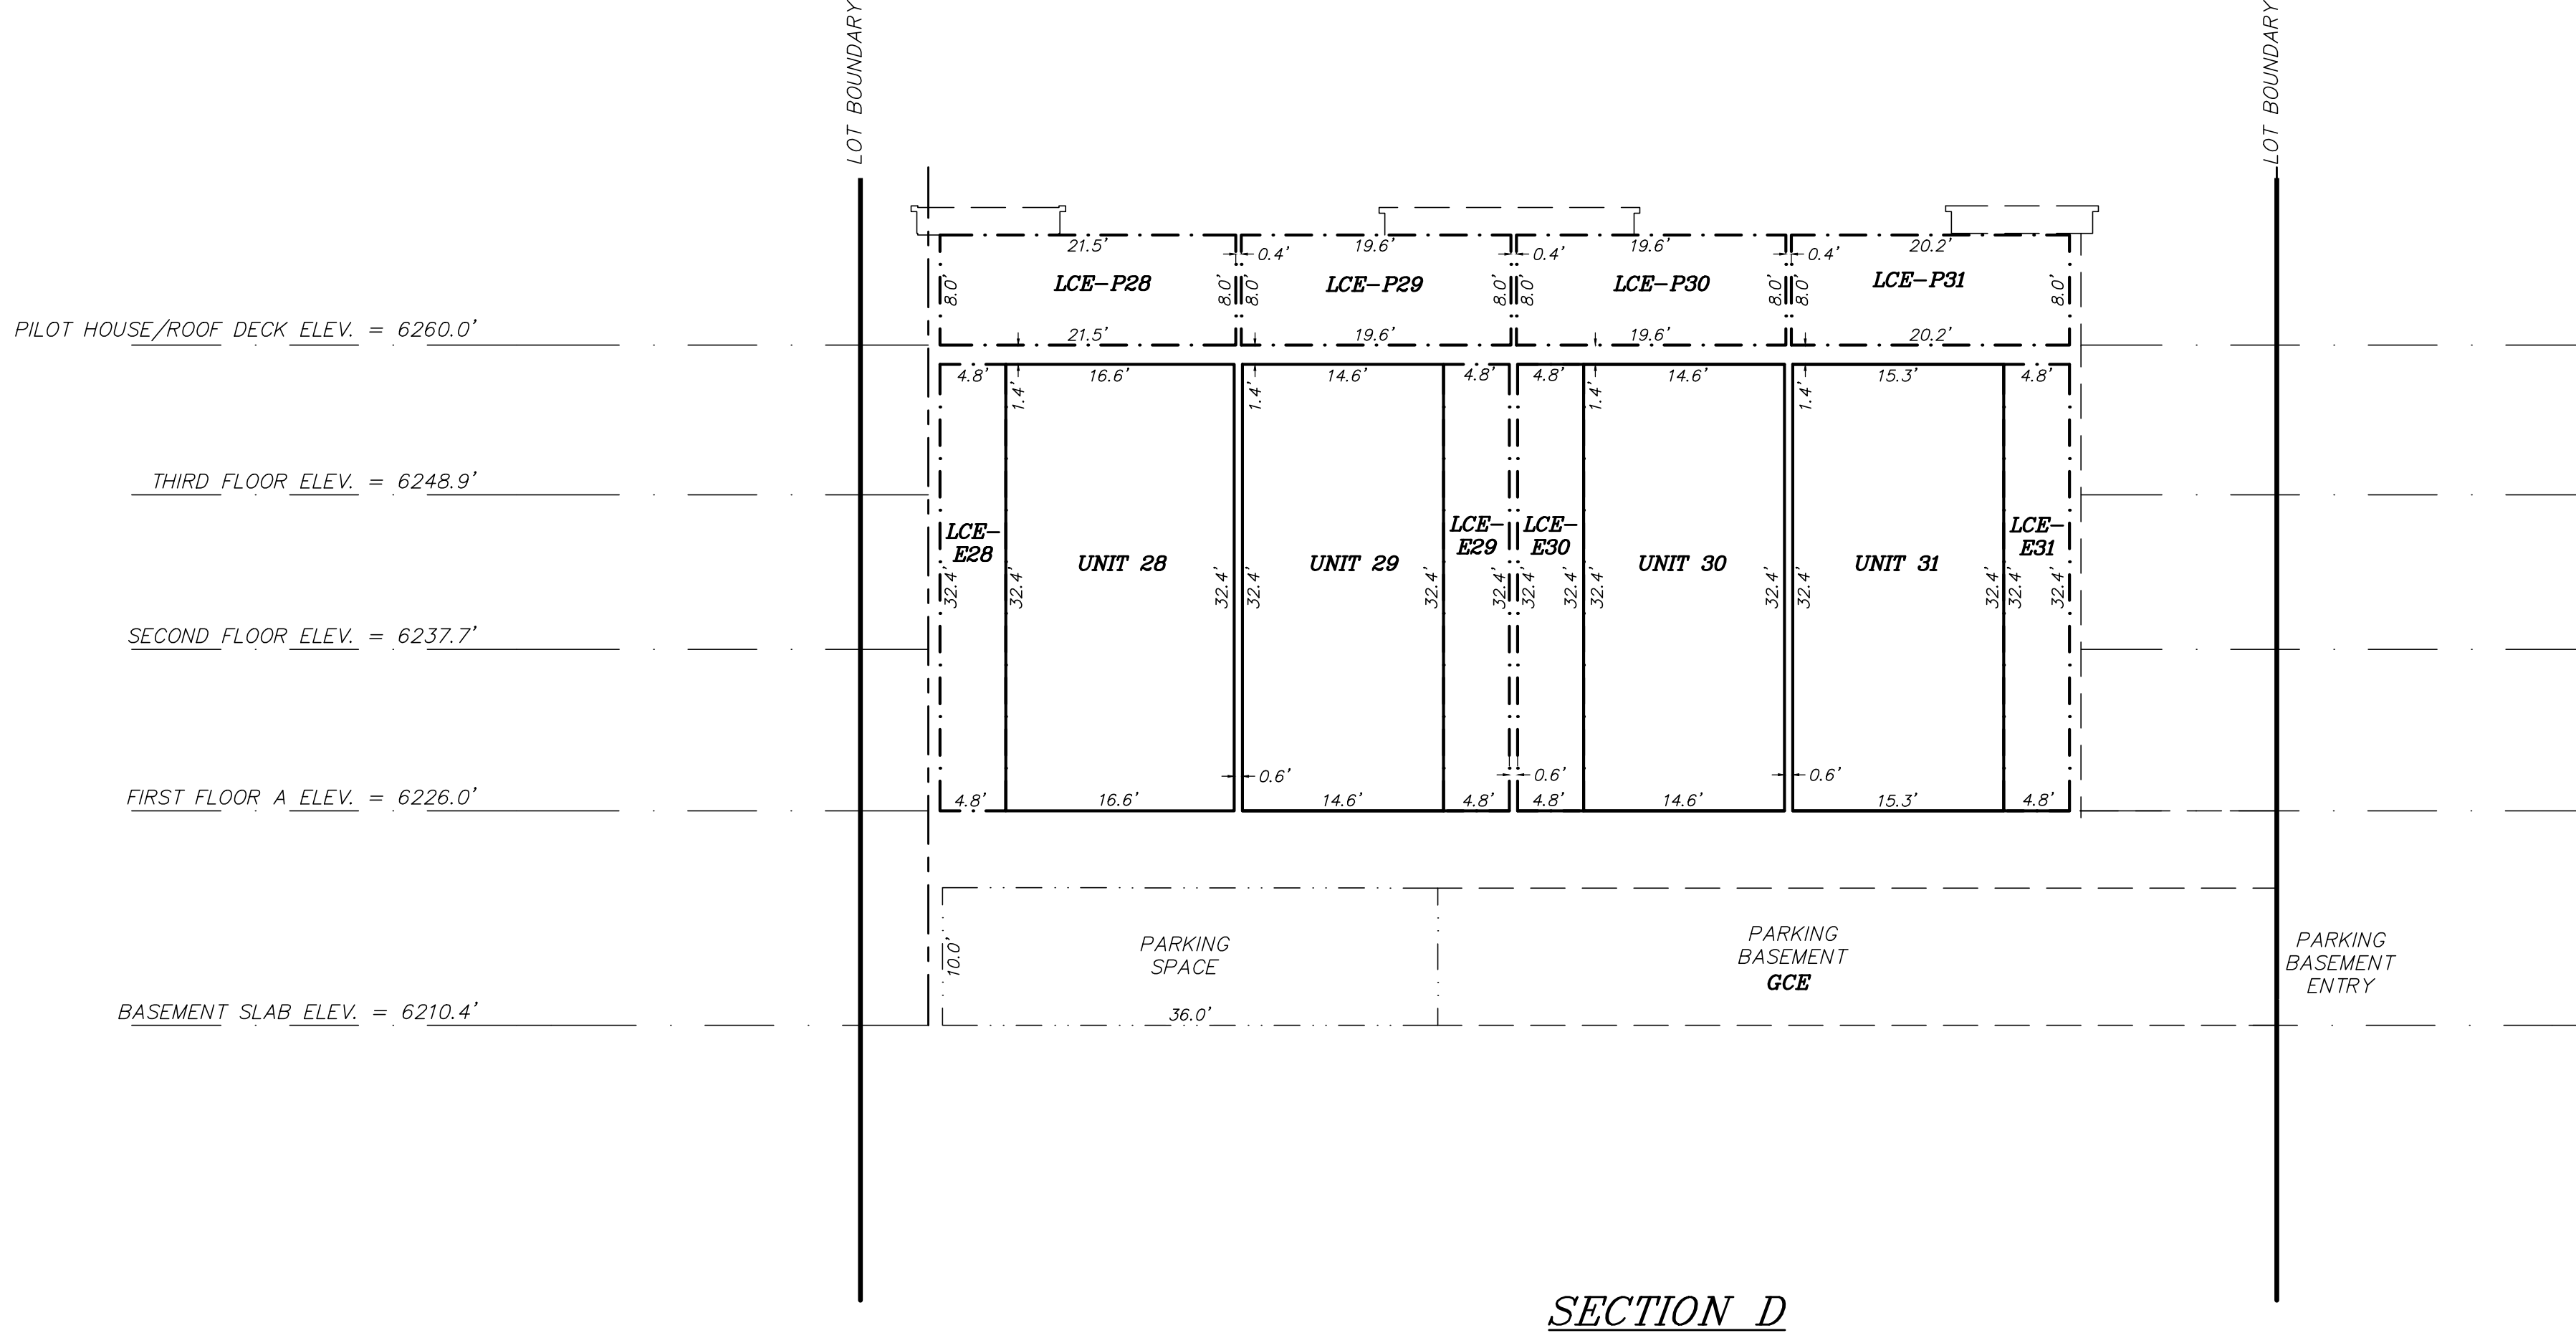 LOT BOUNDARY
LOT BOUNDARY
21.5' 19.6' 19.6' 20.2'
0.4' 0.4' 0.4'
LCE-P28 LCE-P29 LCE-P30 LCE-P31
8.0' 8.0' 8.0' 8.0' 8.0' 8.0' 8.0' 8.0'
PILOT HOUSE/ROOF DECK ELEV. = 6260.0'
21.5' 19.6' 19.6' 20.2'
4.8' 16.6' 14.6' 4.8' 4.8' 14.6' 15.3' 4.8'
1.4' 1.4' 1.4' 1.4'
THIRD FLOOR ELEV. = 6248.9'
LCE-
E28
UNIT 28
UNIT 29
LCE-
E29
LCE-
E30
UNIT 30
UNIT 31
LCE-
E31
32.4' 32.4' 32.4' 32.4' 32.4' 32.4' 32.4' 32.4' 32.4' 32.4' 32.4' 32.4' 32.4' 32.4'
SECOND FLOOR ELEV. = 6237.7'
0.6' 0.6' 0.6'
FIRST FLOOR A ELEV. = 6226.0'
4.8' 16.6' 14.6' 4.8' 4.8' 14.6' 15.3' 4.8'
10.0'
PARKING
SPACE
36.0'
PARKING
BASEMENT
GCE
PARKING
BASEMENT
ENTRY
BASEMENT SLAB ELEV. = 6210.4'
SECTION D